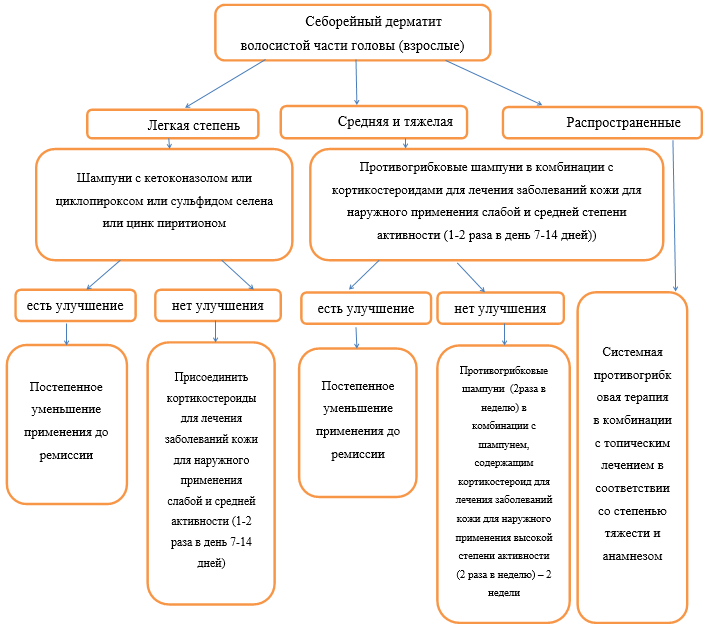 Себорейный дерматит
волосистой части головы (взрослые)
Легкая степень
Средняя и тяжелая
Распространенные
Шампуни с кетоконазолом или
циклопироксом или сульфидом селена
или цинк пиритионом
Противогрибковые шампуни в комбинации с
кортикостероидами для лечения заболеваний кожи для
наружного применения слабой и средней степени
активности (1-2 раза в день 7-14 дней))
есть улучшение
нет улучшения
есть улучшение
нет улучшения
Постепенное
уменьшение
применения до
ремиссии
Присоединить
кортикостероиды
для лечения
заболеваний кожи
для наружного
применения
слабой и средней
активности (1-2
раза в день 7-14
дней)
Постепенное
уменьшение
применения до
ремиссии
Противогрибковые
шампуни (2раза в
неделю) в
комбинации с
шампунем,
содержащим
кортикостероид для
лечения заболеваний
кожи для наружного
применения высокой
степени активности
(2 раза в неделю) – 2
недели
Системная
противогрибк
овая терапия
в комбинации
с топическим
лечением в
соответствии
со степенью
тяжести и
анамнезом